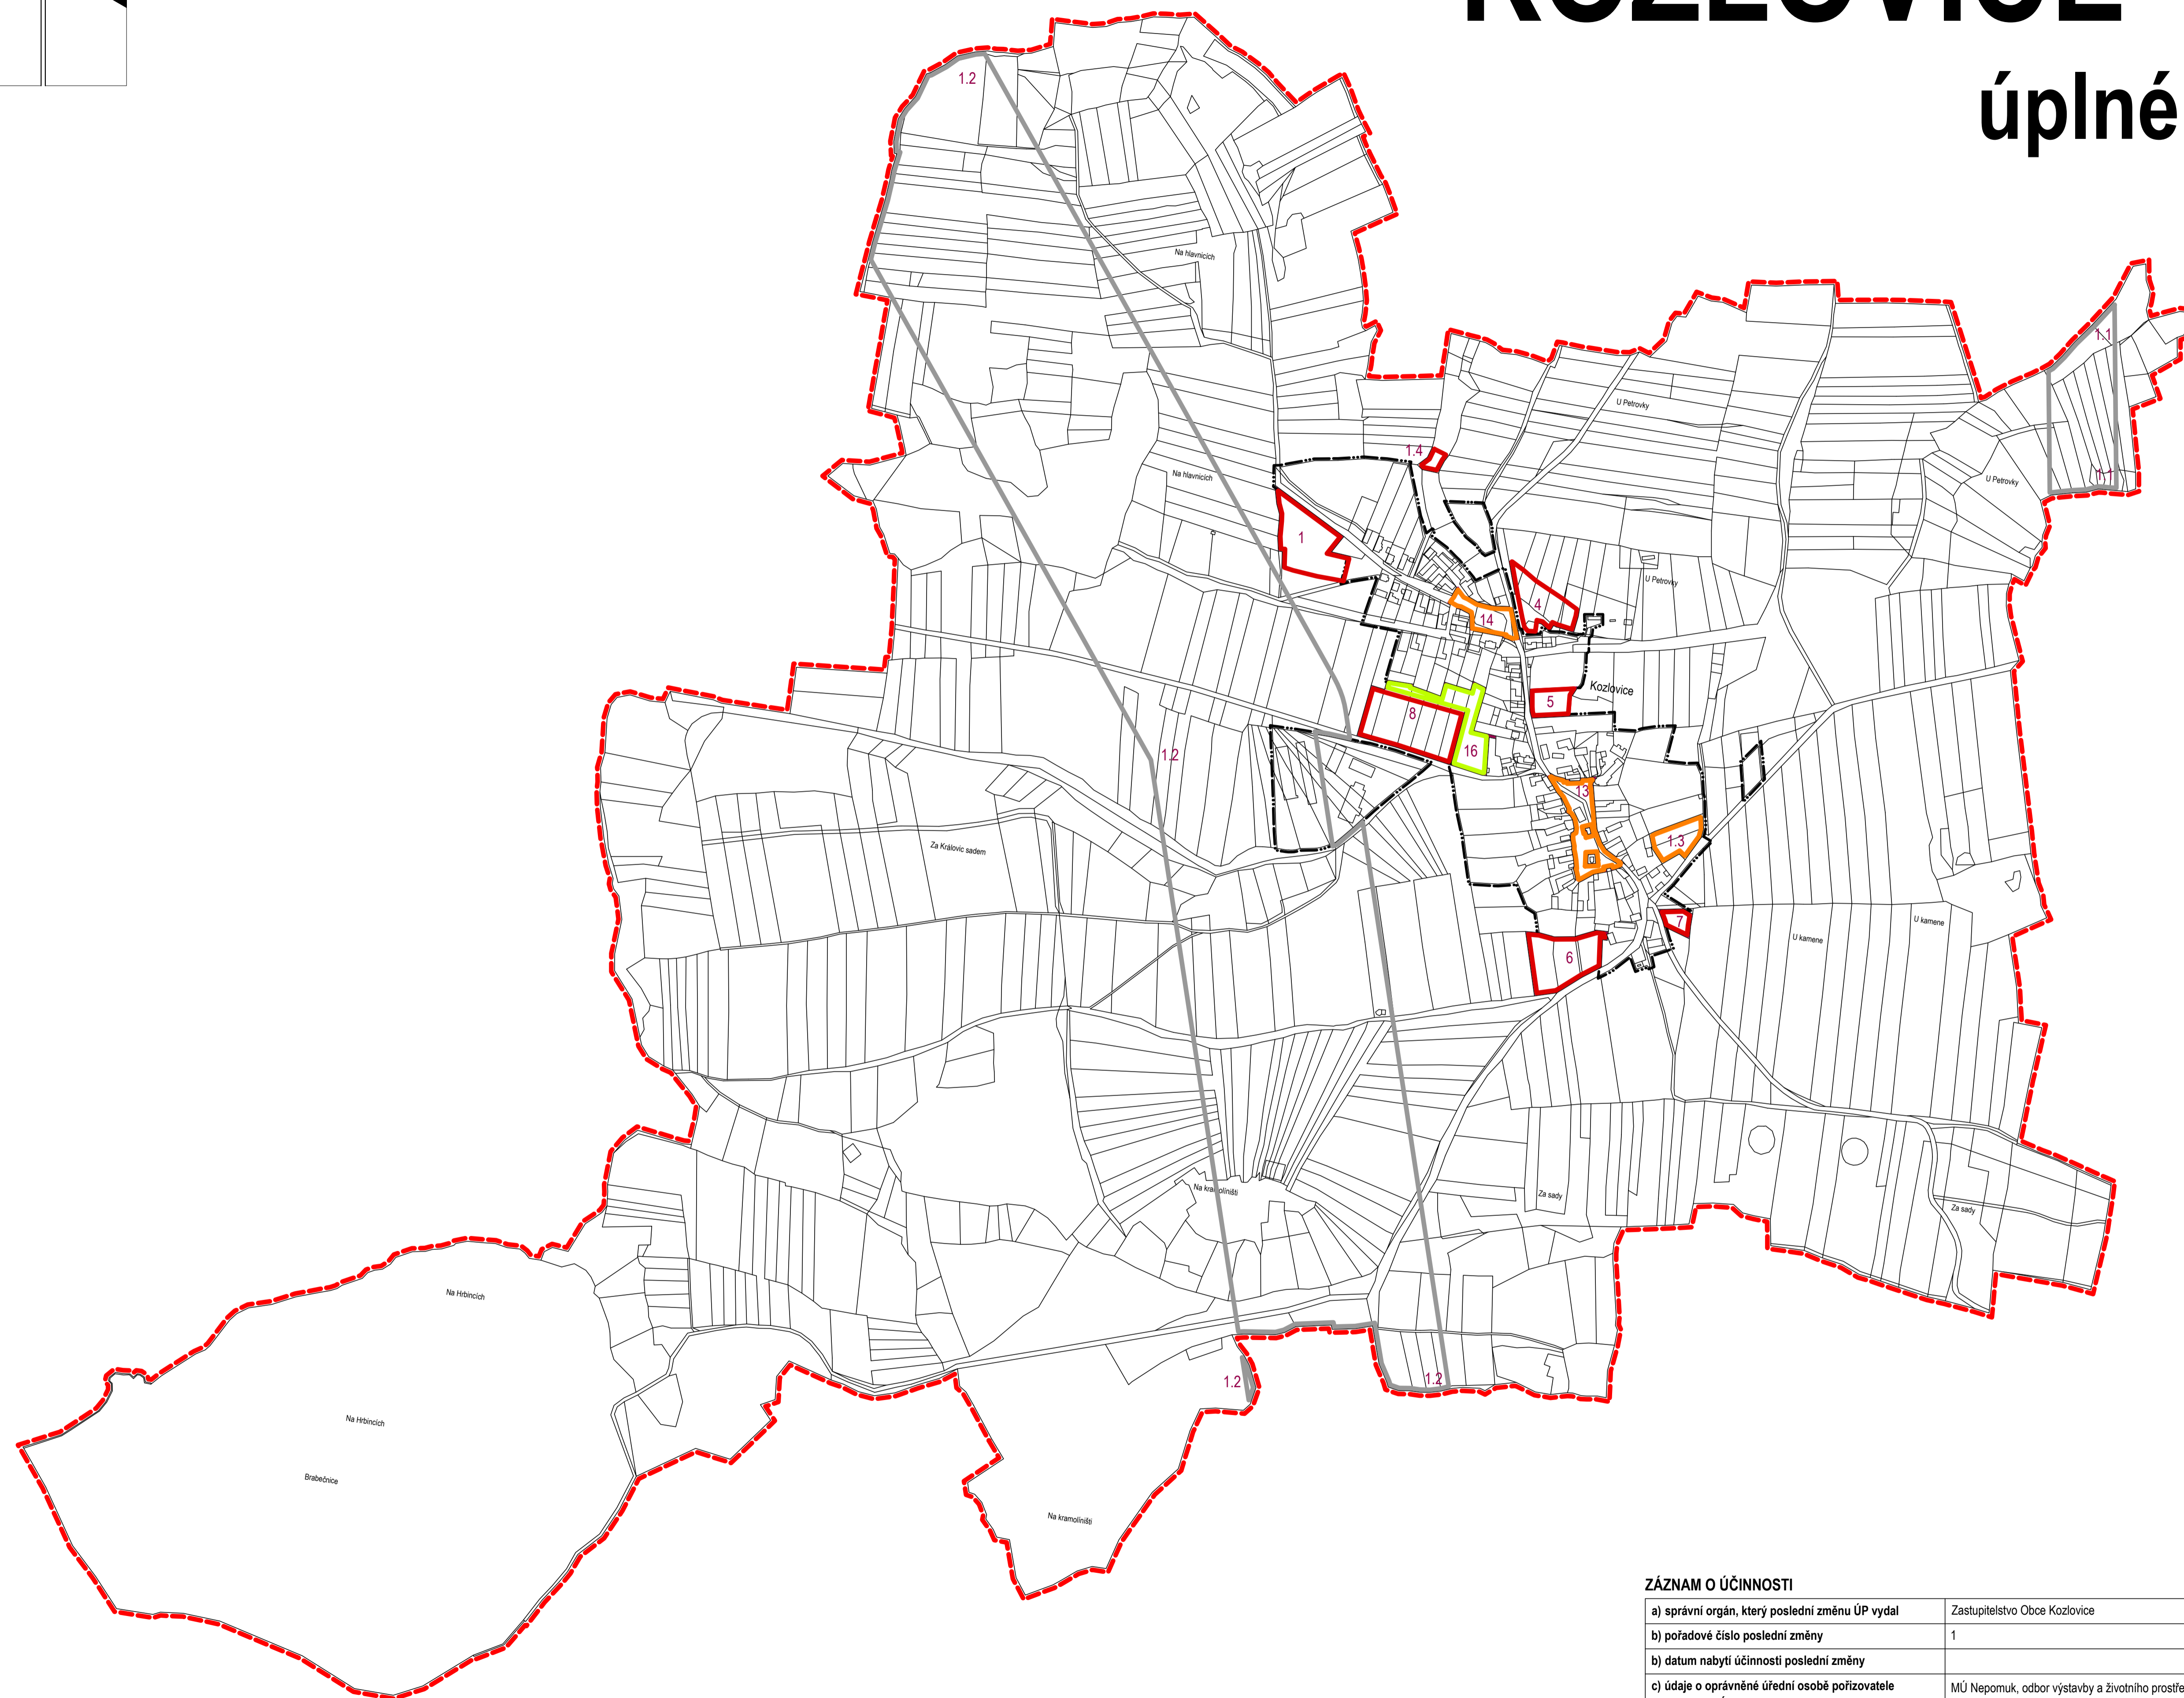 KOZLOVICE
úplné
1.2
Na hlavnicích
1.1
U Petrovky
1.4
Na hlavnicích
1.1
U Petrovky
1
U Petrovky
4
14
Kozlovice
5
8
16
1.2
13
1.3
Za Královic sadem
7
U kamene
U kamene
6
Na kramolíništi
Za sady
Za sady
Na Hrbincích
1.2
1.2
Na Hrbincích
Brabečnice
Na kramolíništi
ZÁZNAM O ÚČINNOSTI
a) správní orgán, který poslední změnu ÚP vydal Zastupitelstvo Obce Kozlovice
b) pořadové číslo poslední změny 1
b) datum nabytí účinnosti poslední změny
c) údaje o oprávněné úřední osobě pořizovatele MÚ Nepomuk, odbor výstavby a životního prostře